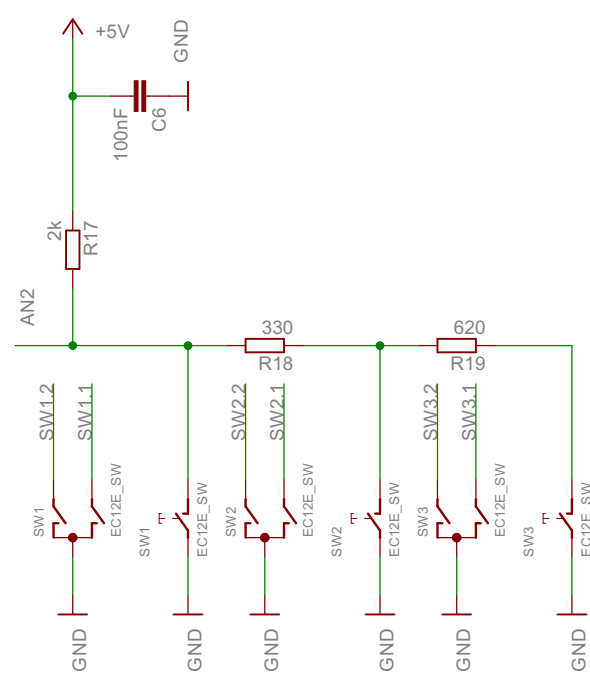 +5V
GND
100nF
C6
2k
R17
AN2
330
R18
620
R19
SW1.2
SW1.1
SW2.2
SW2.1
SW3.2
SW3.1
SW1
EC12E_SW
SW1
EC12E_SW
SW2
EC12E_SW
SW2
EC12E_SW
SW3
EC12E_SW
SW3
EC12E_SW
GND
GND
GND
GND
GND
GND